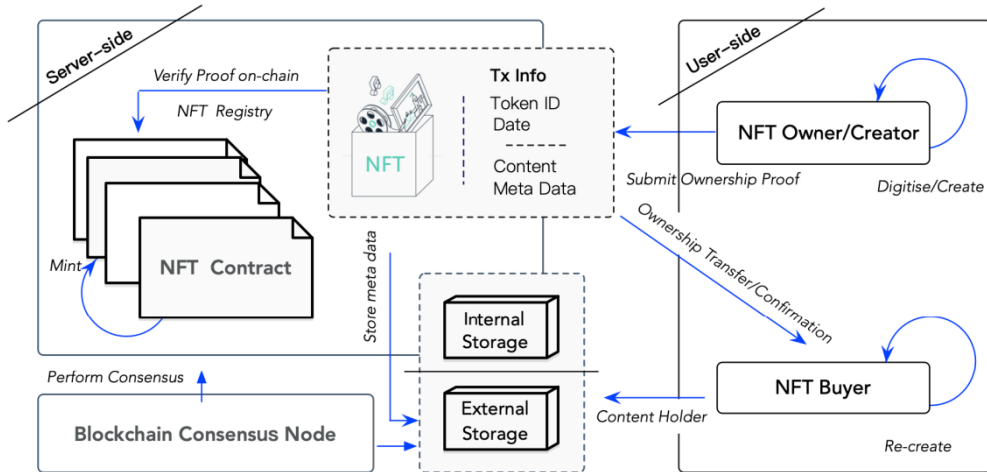 Server-side
User-side
Verify Proof on-chain
NFT Registry
NFT
Tx Info
Token ID
Date
Content
Meta Data
NFT Owner/Creator
Submit Ownership Proof
Digitise/Create
NFT Contract
Mint
Store meta data
Ownership Transfer/Confirmation
Internal
Storage
External
Storage
NFT Buyer
Content Holder
Re-create
Perform Consensus
Blockchain Consensus Node